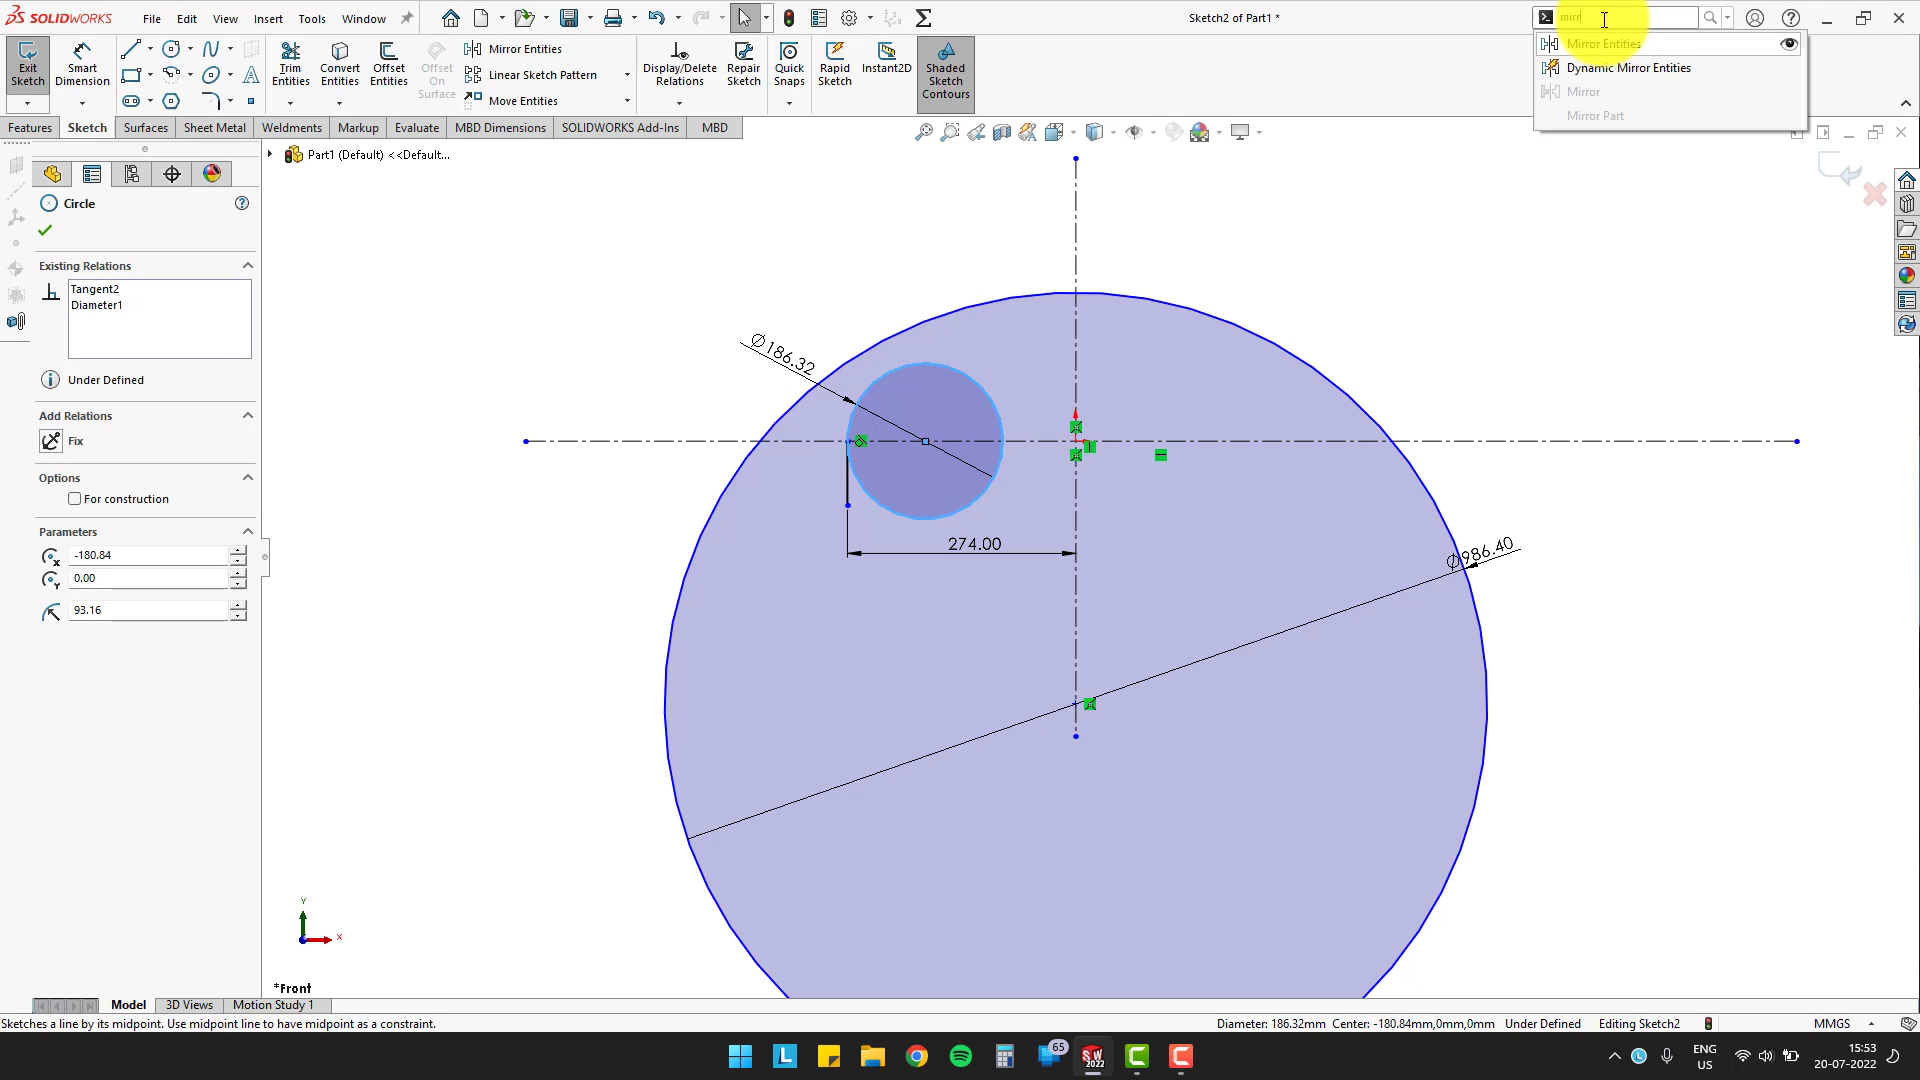 SOLIDWORKS
File
Edit
View
Insert
Tools
Window
Sketch2 of Part1 *
mirr
Mirror Entities
Dynamic Mirror Entities
Mirror
Mirror Part
Exit Sketch
Smart Dimension
Trim Entities
Convert Entities
Offset Entities
Offset On Surface
Mirror Entities
Linear Sketch Pattern
Move Entities
Display/Delete Relations
Repair Sketch
Quick Snaps
Rapid Sketch
Instant2D
Shaded Sketch Contours
Features
Sketch
Surfaces
Sheet Metal
Weldments
Markup
Evaluate
MBD Dimensions
SOLIDWORKS Add-Ins
MBD
Part1 (Default) <<Default...
Circle
Existing Relations
Tangent2
Diameter1
Under Defined
Add Relations
Fix
Options
For construction
Parameters
-180.84
0.00
93.16
∅186.32
274.00
∅986.40
Y
X
*Front
Model
3D Views
Motion Study 1
Sketches a line by its midpoint. Use midpoint line to have midpoint as a constraint.
Diameter: 186.32mm Center: -180.84mm,0mm,0mm
Under Defined
Editing Sketch2
MMGS
L
65
SW 2022
C
C
ENG US
15:53
20-07-2022